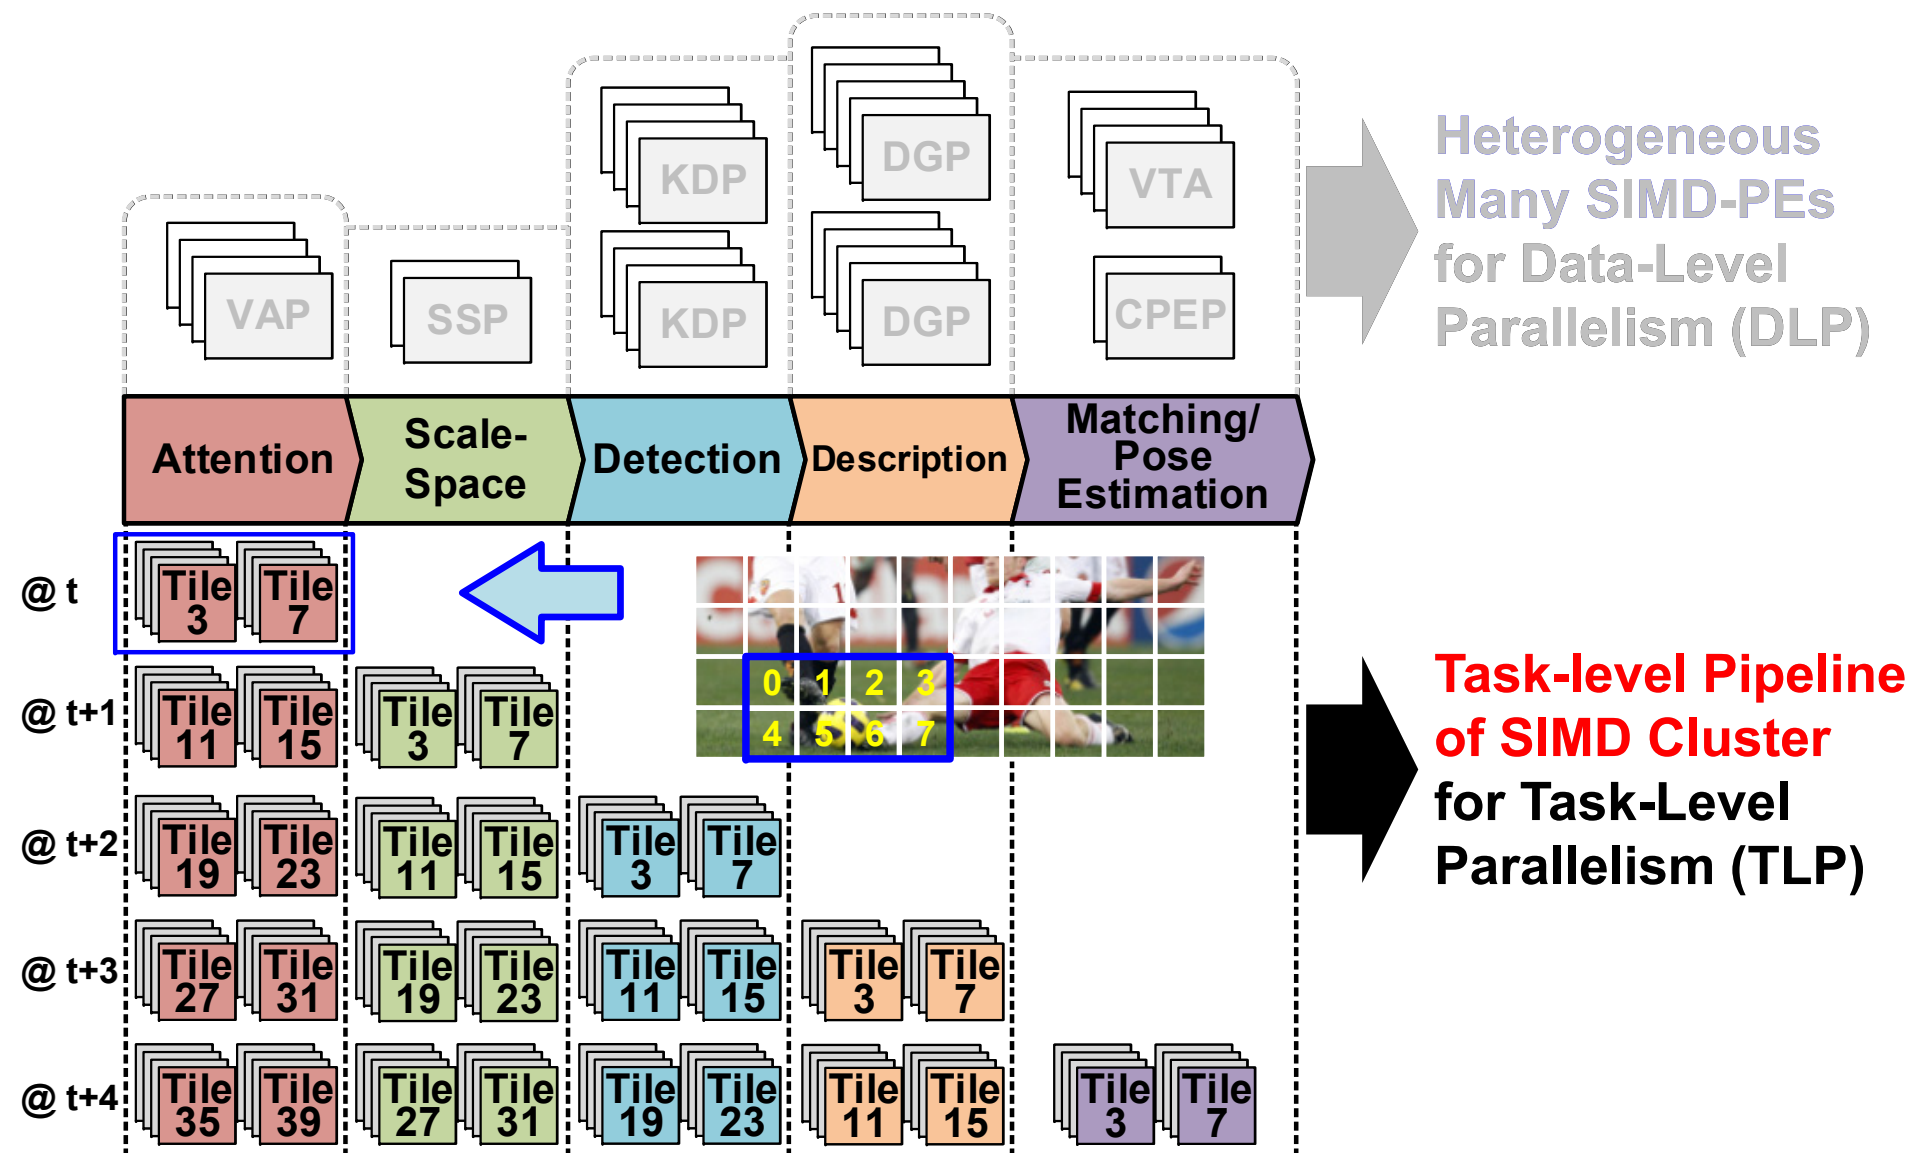 KDP
DGP
VTA
VAP
SSP
KDP
DGP
CPEP
Heterogeneous
Many SIMD-PEs
for Data-Level
Parallelism (DLP)
Attention
Scale-
Space
Detection
Description
Matching/
Pose
Estimation
@ t
Tile
3
Tile
7
0 1 2 3
4 5 6 7
@ t+1
Tile
11
Tile
15
Tile
3
Tile
7
@ t+2
Tile
19
Tile
23
Tile
11
Tile
15
Tile
3
Tile
7
@ t+3
Tile
27
Tile
31
Tile
19
Tile
23
Tile
11
Tile
15
Tile
3
Tile
7
@ t+4
Tile
35
Tile
39
Tile
27
Tile
31
Tile
19
Tile
23
Tile
11
Tile
15
Tile
3
Tile
7
Task-level Pipeline
of SIMD Cluster
for Task-Level
Parallelism (TLP)